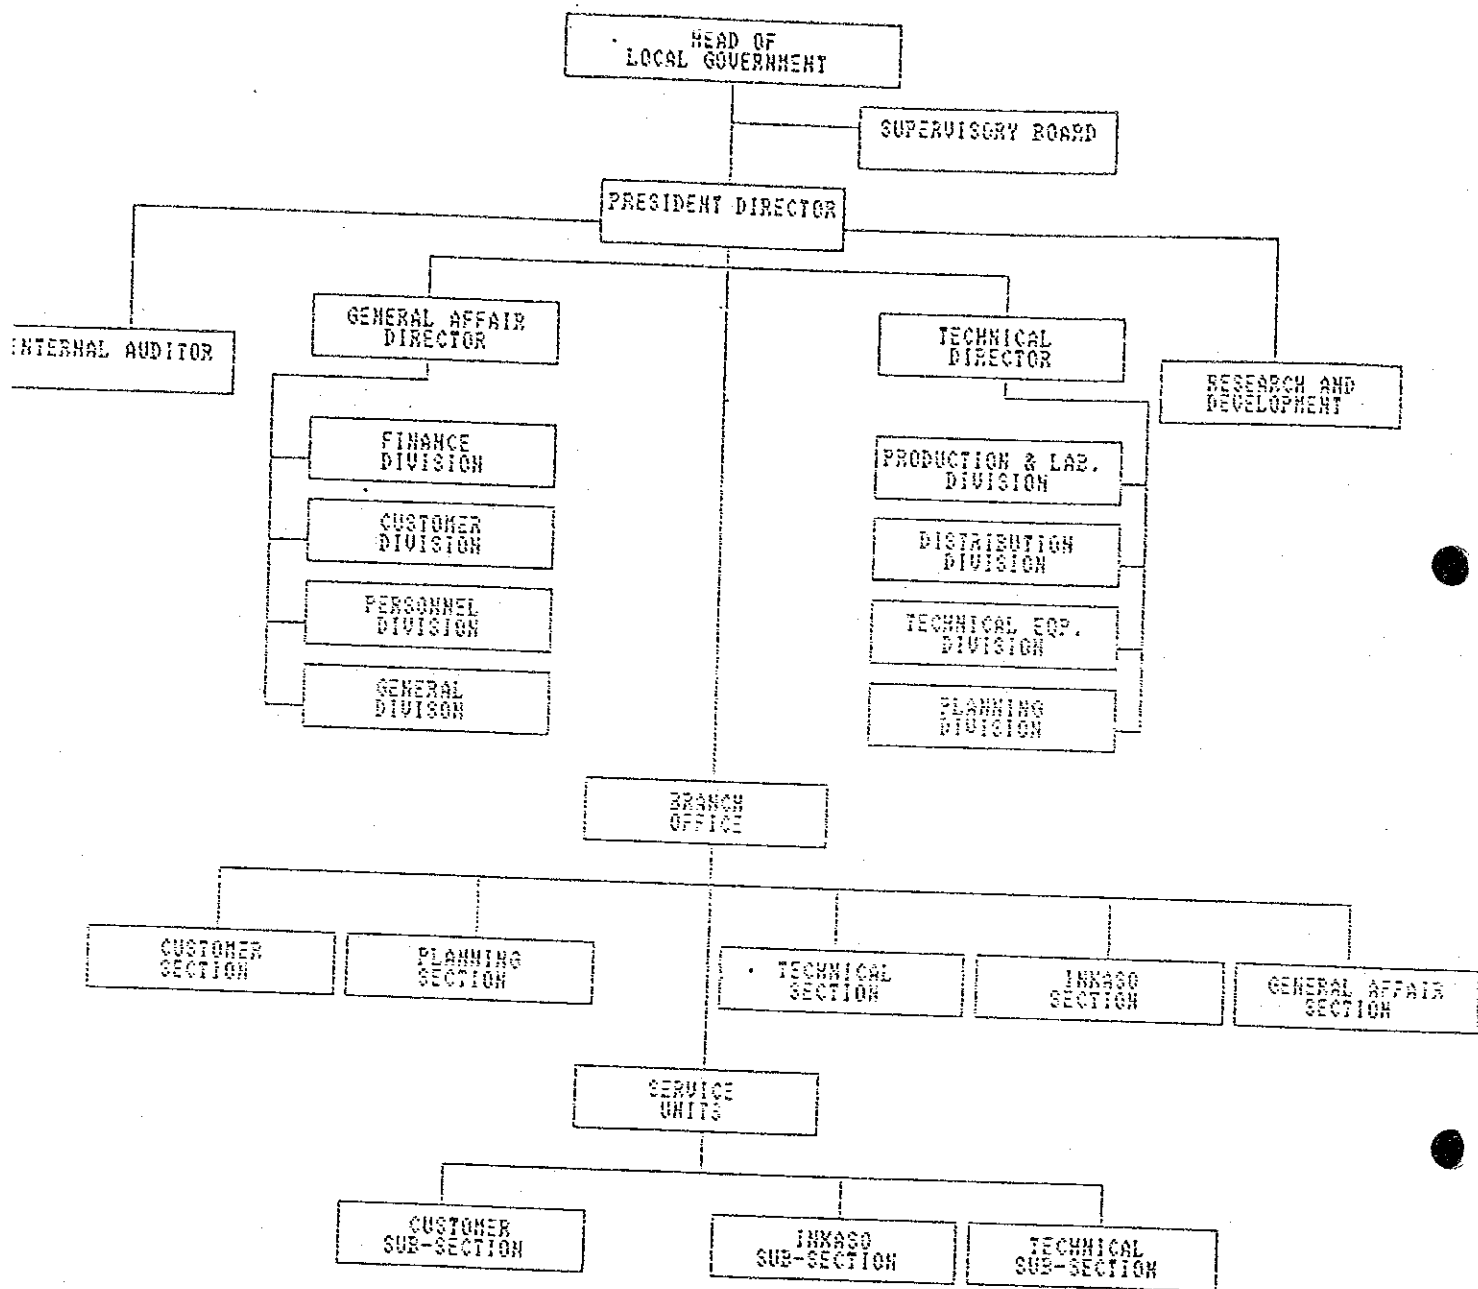 HEAD OF
LOCAL GOVERNMENT
SUPERVISORY BOARD
PRESIDENT DIRECTOR
GENERAL AFFAIR
DIRECTOR
TECHNICAL
DIRECTOR
INTERNAL AUDITOR
RESEARCH AND
DEVELOPMENT
FINANCE
DIVISION
CUSTOMER
DIVISION
PERSONNEL
DIVISION
GENERAL
DIVISON
PRODUCTION & LAB.
DIVISION
DISTRIBUTION
DIVISION
TECHNICAL EQP.
DIVISION
PLANNING
DIVISION
BRANCH
OFFICE
CUSTOMER
SECTION
PLANNING
SECTION
TECHNICAL
SECTION
INKASO
SECTION
GENERAL AFFAIR
SECTION
SERVICE
UNITS
CUSTOMER
SUB-SECTION
INKASO
SUB-SECTION
TECHNICAL
SUB-SECTION